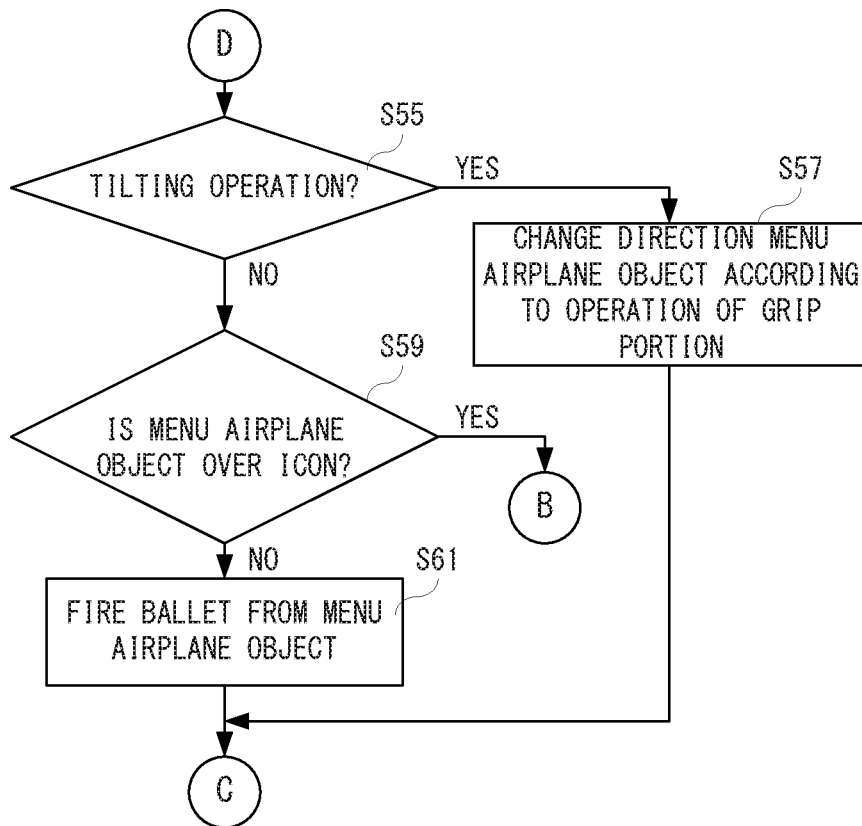 D
S55
TILTING OPERATION?
YES
S57
CHANGE DIRECTION MENU
AIRPLANE OBJECT ACCORDING
TO OPERATION OF GRIP
PORTION
NO
S59
IS MENU AIRPLANE
OBJECT OVER ICON?
YES
B
NO
S61
FIRE BALLET FROM MENU
AIRPLANE OBJECT
C